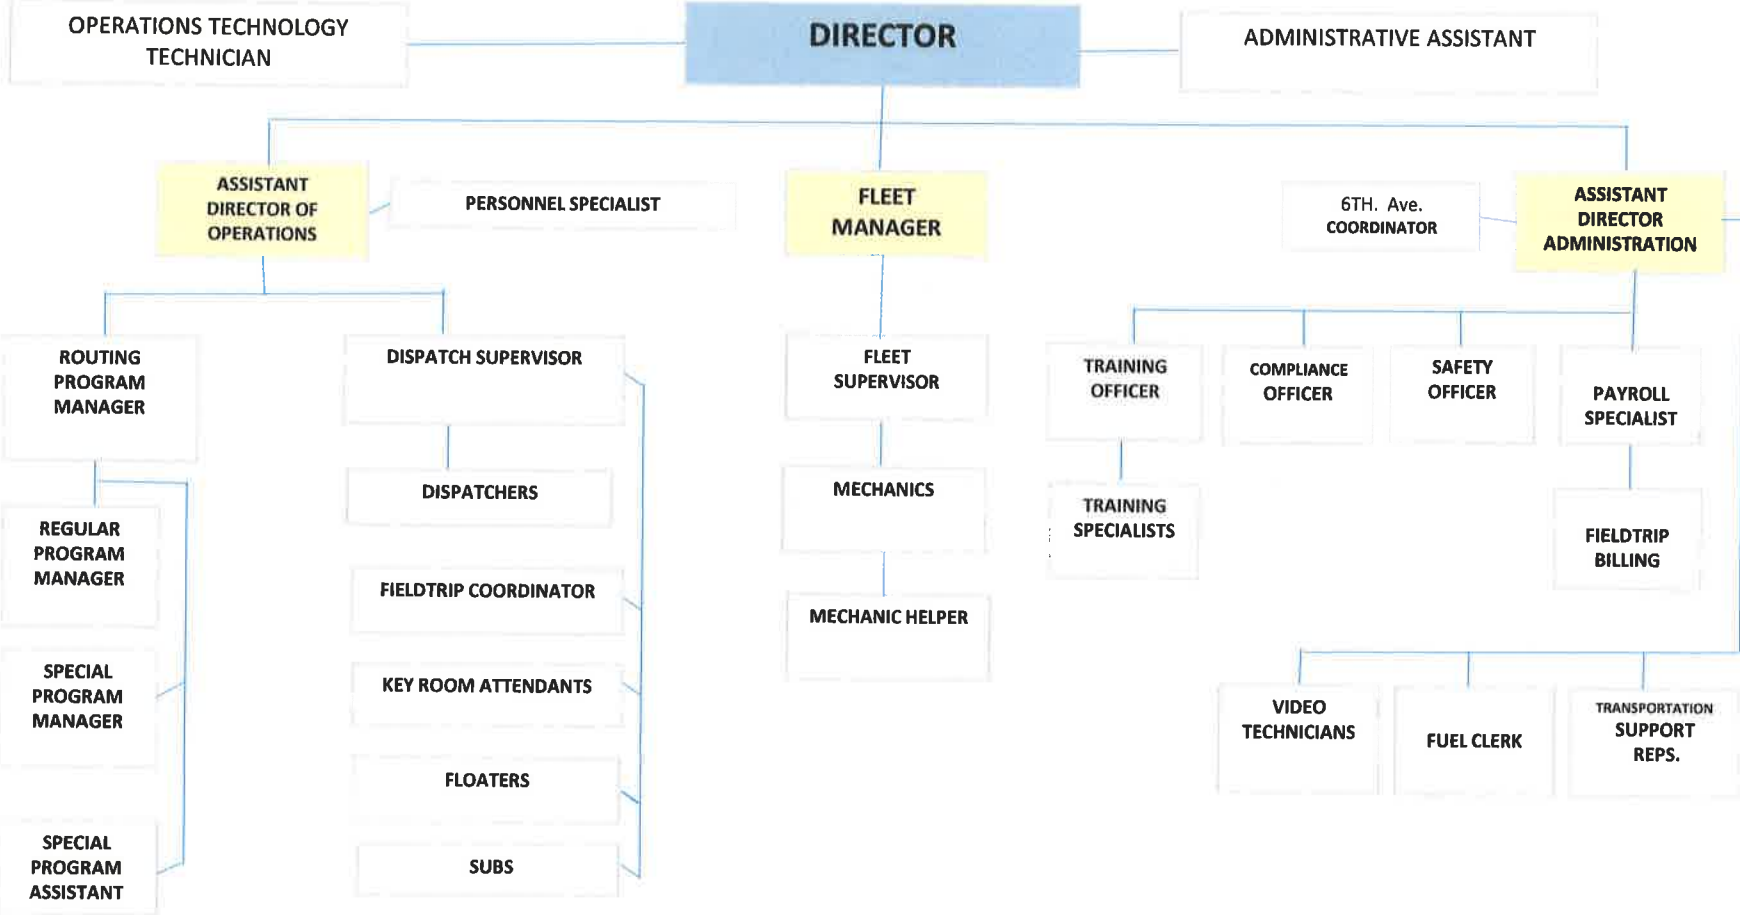 OPERATIONS TECHNOLOGY
TECHNICIAN
DIRECTOR
ADMINISTRATIVE ASSISTANT
ASSISTANT
DIRECTOR OF
OPERATIONS
PERSONNEL SPECIALIST
FLEET
MANAGER
6TH. Ave.
COORDINATOR
ASSISTANT
DIRECTOR
ADMINISTRATION
ROUTING
PROGRAM
MANAGER
DISPATCH SUPERVISOR
FLEET
SUPERVISOR
TRAINING
OFFICER
COMPLIANCE
OFFICER
SAFETY
OFFICER
PAYROLL
SPECIALIST
DISPATCHERS
MECHANICS
TRAINING
SPECIALISTS
FIELDTRIP
BILLING
REGULAR
PROGRAM
MANAGER
FIELDTRIP COORDINATOR
MECHANIC HELPER
SPECIAL
PROGRAM
MANAGER
KEY ROOM ATTENDANTS
VIDEO
TECHNICIANS
FUEL CLERK
TRANSPORTATION
SUPPORT
REPS.
FLOATERS
SPECIAL
PROGRAM
ASSISTANT
SUBS